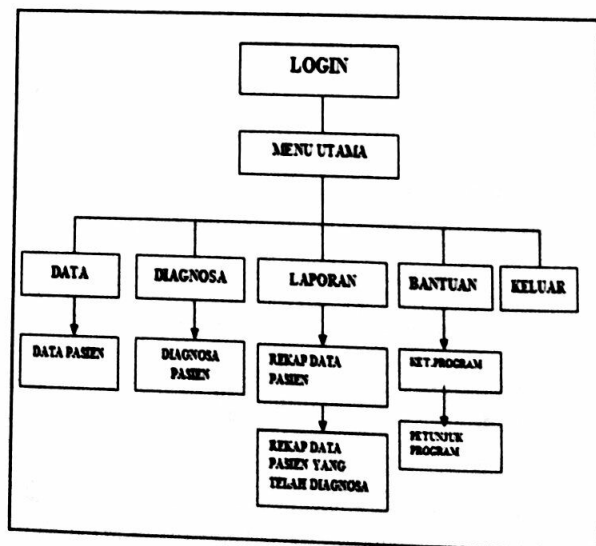 LOGIN
MENU UTAMA
DATA
DIAGNOSA
LAPORAN
BANTUAN
KELUAR
DATA PASIEN
DIAGNOSA
PASIEN
REKAP DATA
PASIEN
KET.PROGRAM
REKAP DATA
PASIEN YANG
TELAH DIAGNOSA
PETUNJUK
PROGRAM